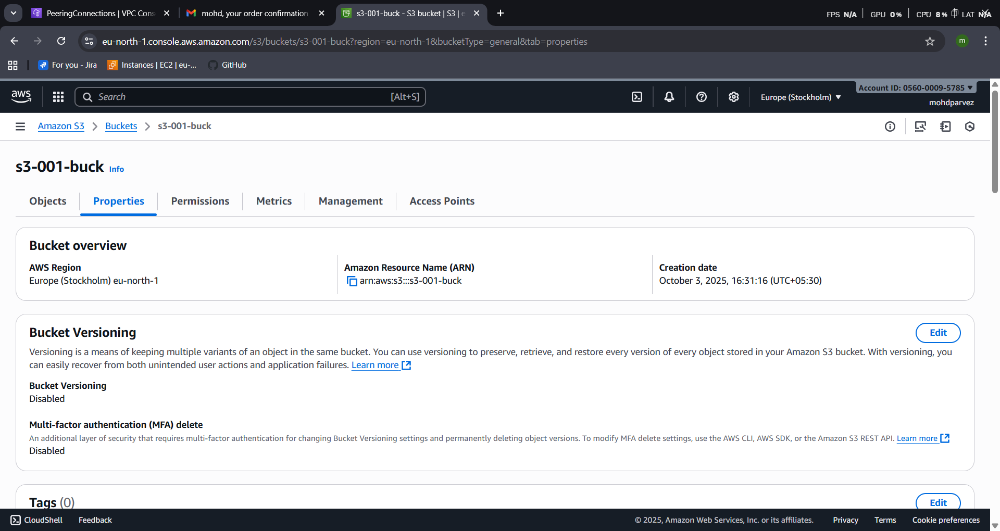 PeeringConnections | VPC Cons
mohd, your order confirmation
s3-001-buck - S3 bucket | S3 | e
FPS N/A GPU 0% CPU 8% LAT N/A
eu-north-1.console.aws.amazon.com/s3/buckets/s3-001-buck?region=eu-north-1&bucketType=general&tab=properties
m
For you - Jira
Instances | EC2 | eu-...
GitHub
aws
Search
[Alt+S]
Europe (Stockholm)
Account ID: 0560-0009-5785
mohdparvez
Amazon S3
Buckets
s3-001-buck
s3-001-buck Info
Objects
Properties
Permissions
Metrics
Management
Access Points
Bucket overview
AWS Region
Europe (Stockholm) eu-north-1
Amazon Resource Name (ARN)
arn:aws:s3:::s3-001-buck
Creation date
October 3, 2025, 16:31:16 (UTC+05:30)
Bucket Versioning
Edit
Versioning is a means of keeping multiple variants of an object in the same bucket. You can use versioning to preserve, retrieve, and restore every version of every object stored in your Amazon S3 bucket. With versioning, you
can easily recover from both unintended user actions and application failures. Learn more
Bucket Versioning
Disabled
Multi-factor authentication (MFA) delete
An additional layer of security that requires multi-factor authentication for changing Bucket Versioning settings and permanently deleting object versions. To modify MFA delete settings, use the AWS CLI, AWS SDK, or the Amazon S3 REST API. Learn more
Disabled
Tags (0)
Edit
CloudShell
Feedback
© 2025, Amazon Web Services, Inc. or its affiliates.
Privacy
Terms
Cookie preferences